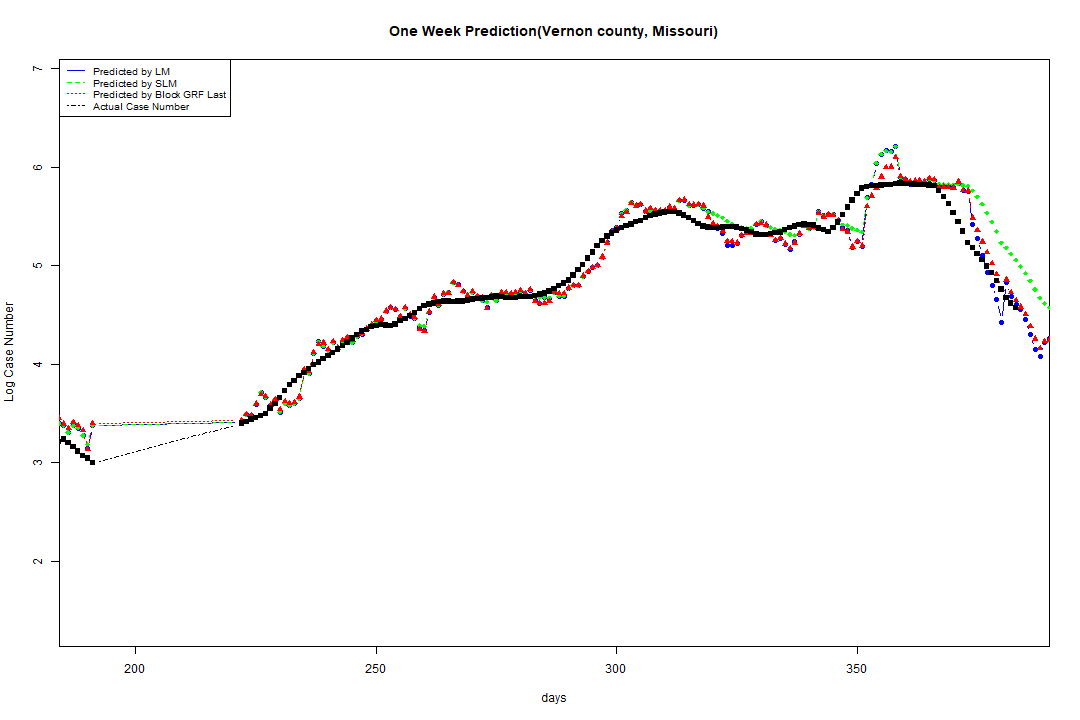 One Week Prediction(Vernon county, Missouri)
Predicted by LM
Predicted by SLM
Predicted by Block GRF Last
Actual Case Number
7
6
5
4
3
2
Log Case Number
200 250 300 350
days